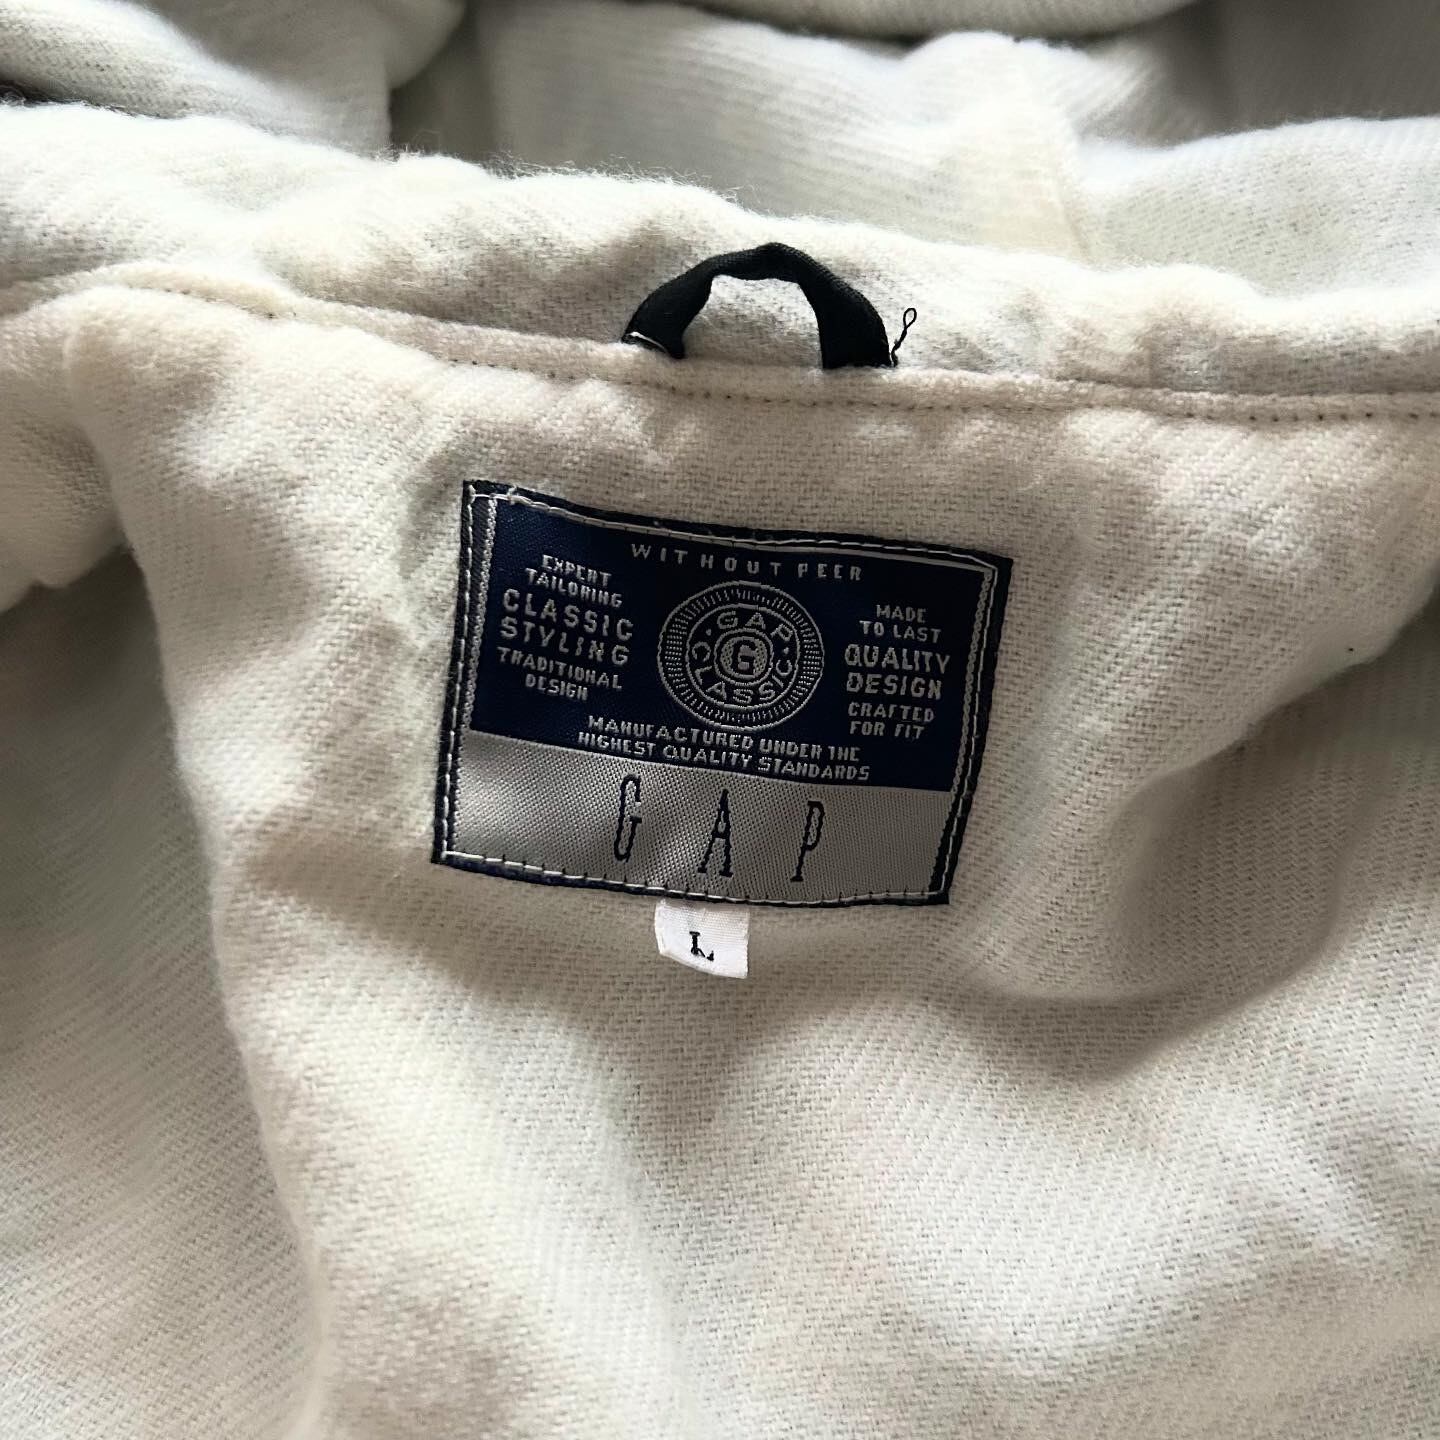 WITHOUT PEER
EXPERT
TAILORING
CLASSIC
STYLING
TRADITIONAL
DESIGN
· GAP ·
CLASSIC
G
MADE
TO LAST
QUALITY
DESIGN
CRAFTED
FOR FIT
MANUFACTURED UNDER THE
HIGHEST QUALITY STANDARDS
GAP
L